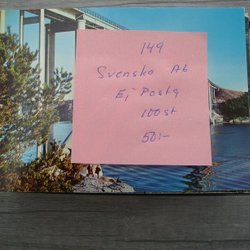 149
Svenska Ab
Ej Postg
100 st
50:-